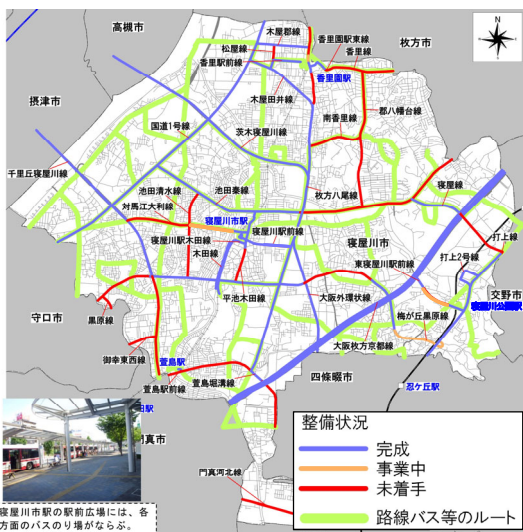 高槻市
木屋郡線
松屋線
香里園駅東線
香里線
香里駅前線
枚方市
香里園駅
摂津市
木屋田井線
郡八幡台線
南香里線
国道1号線
茨木寝屋川線
千里丘寝屋川線
池田清水線
池田秦線
枚方八尾線
寝屋線
対馬江大利線
寝屋川市駅
寝屋川駅前線
寝屋川市
打上線
寝屋川駅木田線
東寝屋川駅前線
打上2号線
木田線
交野市
守口市
寝屋川公園駅
平池木田線
大阪外環状線
梅が丘黒原線
黒原線
大阪枚方京都線
御幸東西線
萱島駅
四條畷市
忍ケ丘駅
萱島駅前線
萱島堀溝線
門真市
門真河北線
整備状況
完成
事業中
未着手
路線バス等のルート
寝屋川市駅の駅前広場には、各
方面のバスのり場がならぶ。